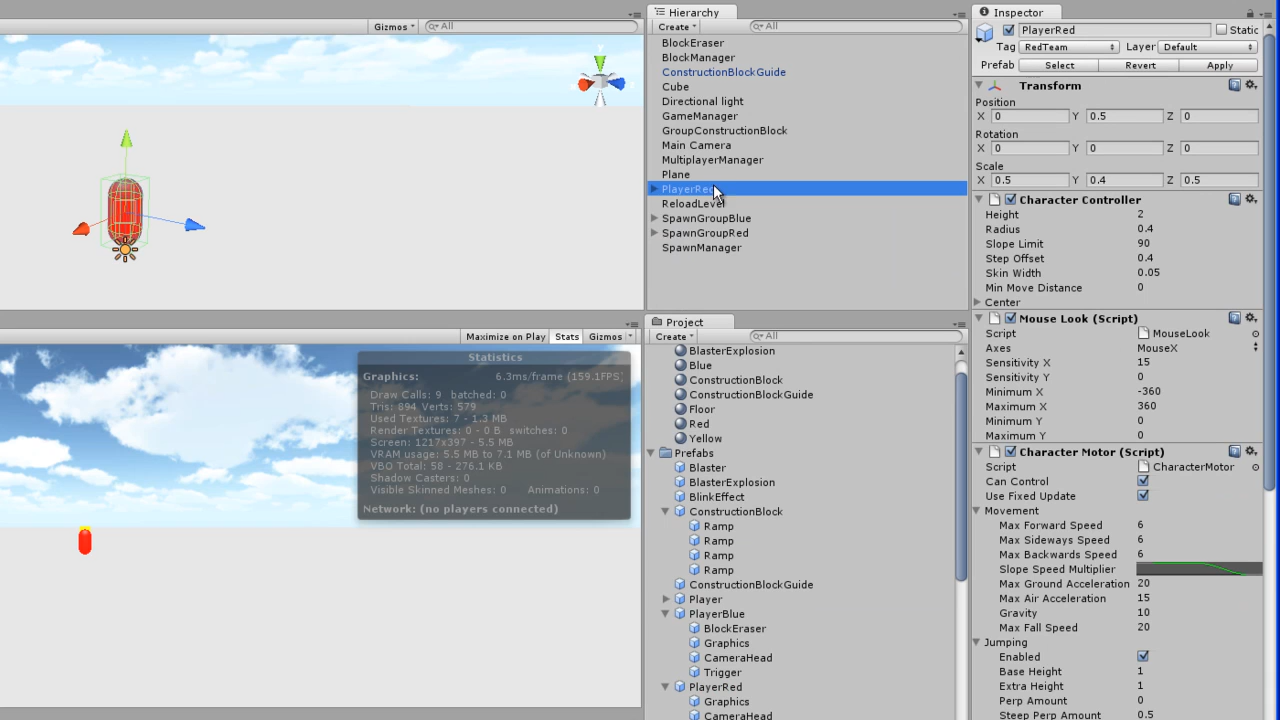 Gizmos
All
y
Maximize on Play Stats Gizmos
Statistics
Graphics: 6.3ms/frame (159.1FPS)
Draw Calls: 9 batched: 0
Tris: 894 Verts: 579
Used Textures: 7 - 1.3 MB
Render Textures: 0 - 0 B switches: 0
Screen: 1217x397 - 5.5 MB
VRAM usage: 5.5 MB to 7.1 MB (of Unknown)
VBO Total: 58 - 276.1 KB
Shadow Casters: 0
Visible Skinned Meshes: 0 Animations: 0
Network: (no players connected)
Hierarchy
Create All
BlockEraser
BlockManager
ConstructionBlockGuide
Cube
Directional light
GameManager
GroupConstructionBlock
Main Camera
MultiplayerManager
Plane
PlayerRed
ReloadLevel
SpawnGroupBlue
SpawnGroupRed
SpawnManager
Project
Create All
BlasterExplosion
Blue
ConstructionBlock
ConstructionBlockGuide
Floor
Red
Yellow
Prefabs
Blaster
BlasterExplosion
BlinkEffect
ConstructionBlock
Ramp
Ramp
Ramp
Ramp
ConstructionBlockGuide
Player
PlayerBlue
BlockEraser
Graphics
CameraHead
Trigger
PlayerRed
Graphics
CameraHead
Inspector
PlayerRed Static
Tag RedTeam Layer Default
Prefab Select Revert Apply
Transform
Position
X 0 Y 0.5 Z 0
Rotation
X 0 Y 0 Z 0
Scale
X 0.5 Y 0.4 Z 0.5
Character Controller
Height 2
Radius 0.4
Slope Limit 90
Step Offset 0.4
Skin Width 0.05
Min Move Distance 0
Center
Mouse Look (Script)
Script MouseLook
Axes MouseX
Sensitivity X 15
Sensitivity Y 0
Minimum X -360
Maximum X 360
Minimum Y 0
Maximum Y 0
Character Motor (Script)
Script CharacterMotor
Can Control
Use Fixed Update
Movement
Max Forward Speed 6
Max Sideways Speed 6
Max Backwards Speed 6
Slope Speed Multiplier
Max Ground Acceleration 20
Max Air Acceleration 15
Gravity 10
Max Fall Speed 20
Jumping
Enabled
Base Height 1
Extra Height 1
Perp Amount 0
Steep Perp Amount 0.5